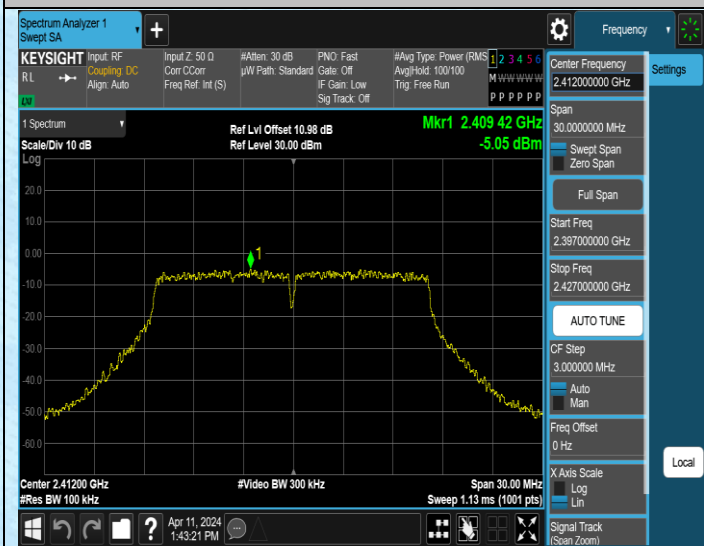 Spectrum Analyzer 1
Swept SA
Frequency
KEYSIGHT
RL
Input: RF
Coupling: DC
Align: Auto
Input Z: 50 Ω
Corr CCorr
Freq Ref: Int (S)
#Atten: 30 dB
µW Path: Standard
PNO: Fast
Gate: Off
IF Gain: Low
Sig Track: Off
#Avg Type: Power (RMS
Avg|Hold: 100/100
Trig: Free Run
1 2 3 4 5 6
M W W W W W
P P P P P P
1 Spectrum
Scale/Div 10 dB
Ref Lvl Offset 10.98 dB
Ref Level 30.00 dBm
Mkr1 2.409 42 GHz
-5.05 dBm
Log
20.0
10.0
0.00
-10.0
-20.0
-30.0
-40.0
-50.0
-60.0
1
Center 2.41200 GHz
#Res BW 100 kHz
#Video BW 300 kHz
Span 30.00 MHz
Sweep 1.13 ms (1001 pts)
Apr 11, 2024
1:43:21 PM
Center Frequency
2.412000000 GHz
Span
30.0000000 MHz
Swept Span
Zero Span
Full Span
Start Freq
2.397000000 GHz
Stop Freq
2.427000000 GHz
AUTO TUNE
CF Step
3.000000 MHz
Auto
Man
Freq Offset
0 Hz
X Axis Scale
Log
Lin
Signal Track
(Span Zoom)
Settings
Local